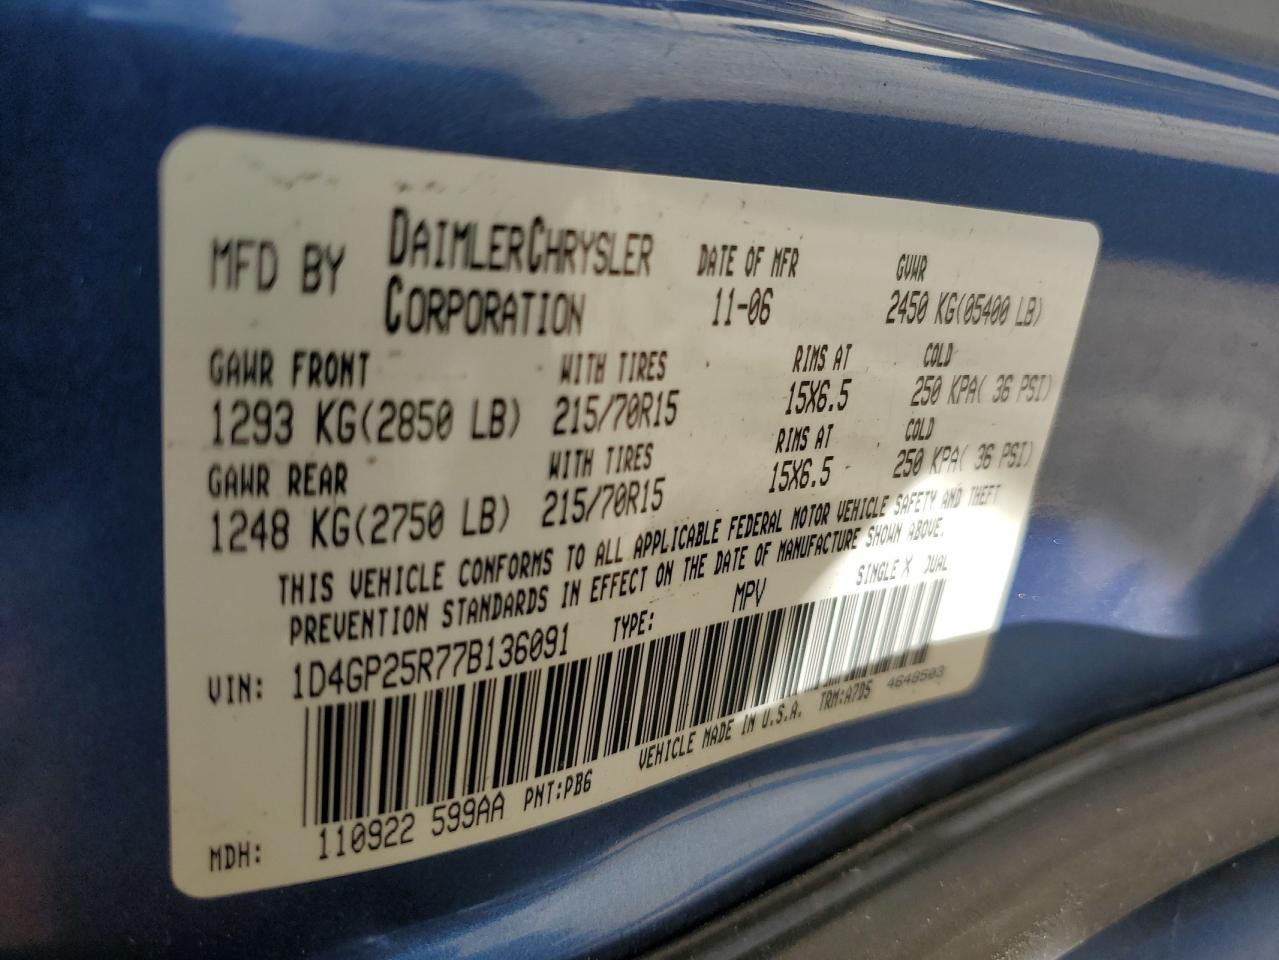 MFD BY DAIMLERCHRYSLER CORPORATION DATE OF MFR 11-06 GVWR 2450 KG(05400 LB)
GAWR FRONT WITH TIRES RIMS AT COLD
1293 KG(2850 LB) 215/70R15 15X6.5 250 KPA( 36 PSI)
GAWR REAR WITH TIRES RIMS AT COLD
1248 KG(2750 LB) 215/70R15 15X6.5 250 KPA( 36 PSI)
THIS VEHICLE CONFORMS TO ALL APPLICABLE FEDERAL MOTOR VEHICLE SAFETY AND THEFT
PREVENTION STANDARDS IN EFFECT ON THE DATE OF MANUFACTURE SHOWN ABOVE.
VIN: 1D4GP25R77B136091 TYPE: MPV SINGLE X DUAL
MDH: 110922 599AA PNT:PB6 VEHICLE MADE IN U.S.A. TRM:A7D5 4648503